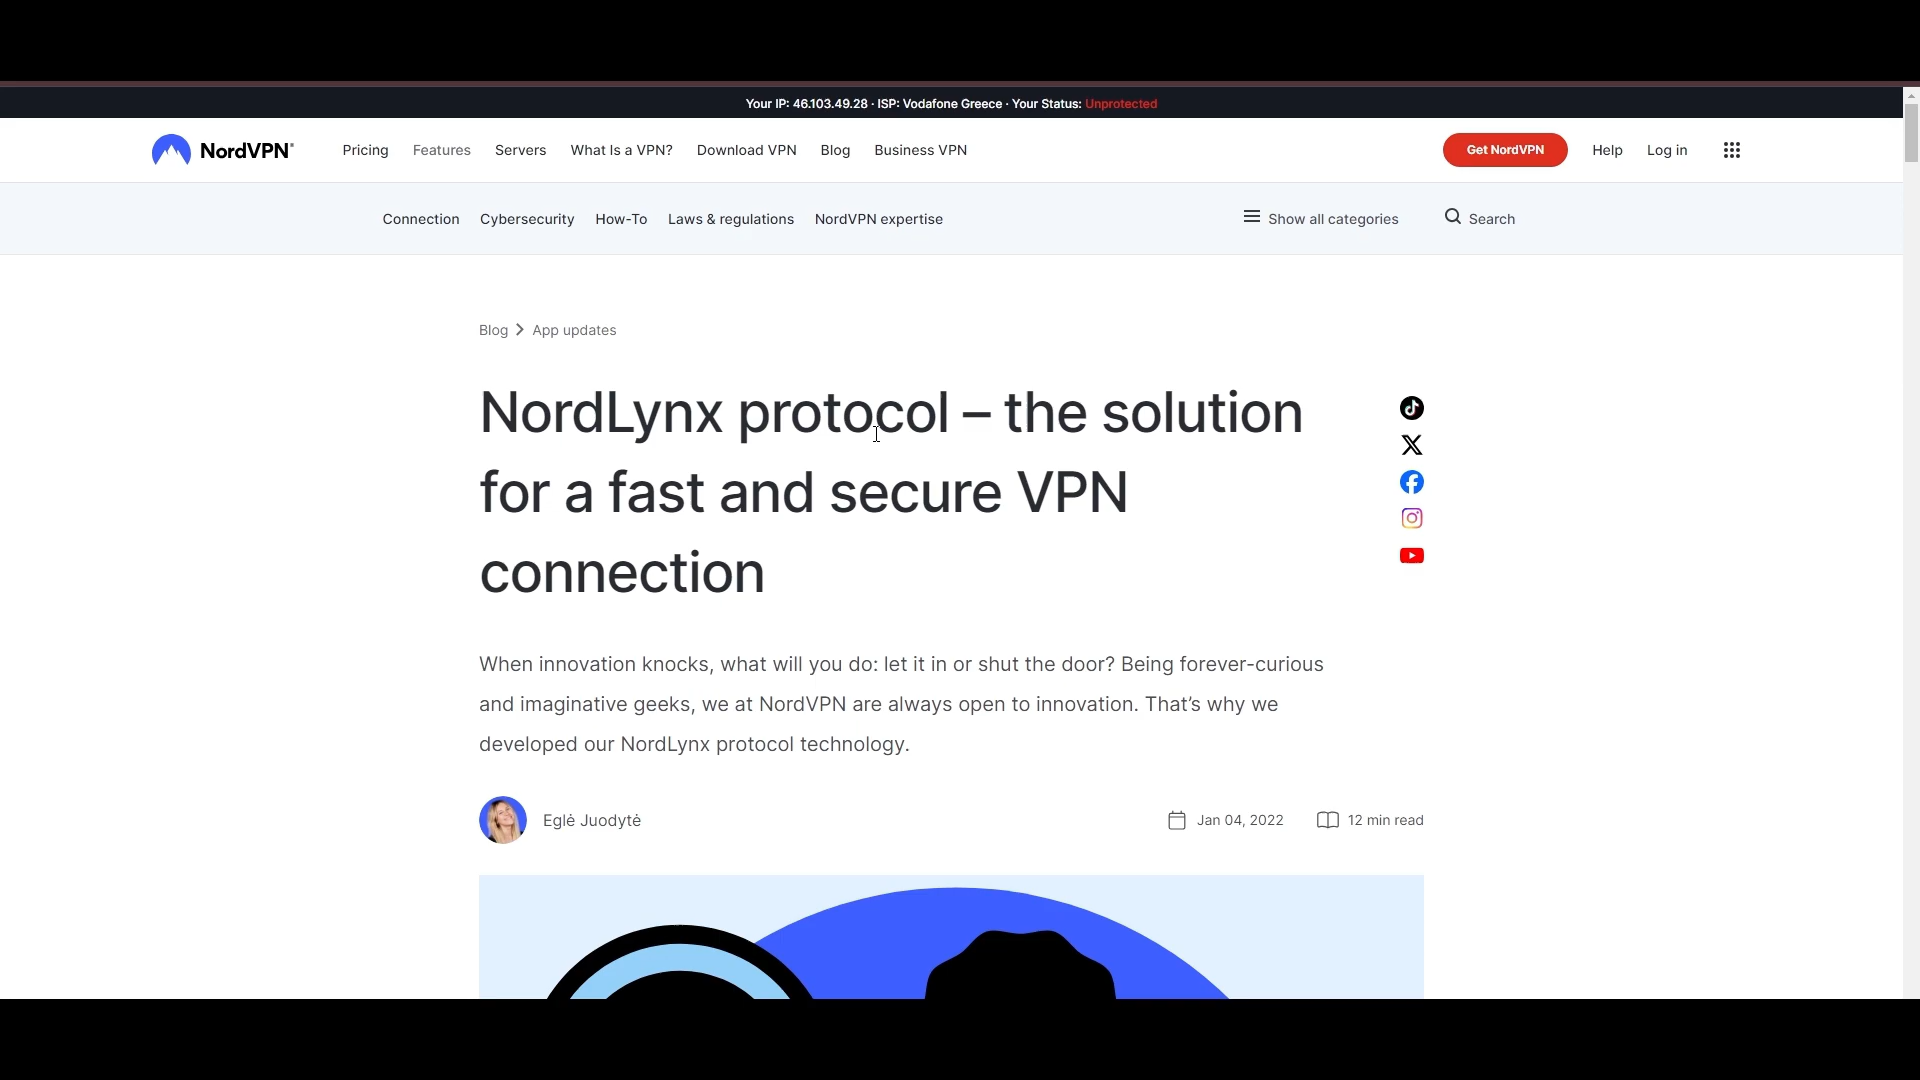 Your IP: 46.103.49.28 · ISP: Vodafone Greece · Your Status: Unprotected
NordVPN®
Pricing
Features
Servers
What Is a VPN?
Download VPN
Blog
Business VPN
Get NordVPN
Help
Log in
Connection
Cybersecurity
How-To
Laws & regulations
NordVPN expertise
Show all categories
Search
Blog
App updates
NordLynx protocol – the solution
for a fast and secure VPN
connection
When innovation knocks, what will you do: let it in or shut the door? Being forever-curious
and imaginative geeks, we at NordVPN are always open to innovation. That’s why we
developed our NordLynx protocol technology.
Eglė Juodytė
Jan 04, 2022
12 min read